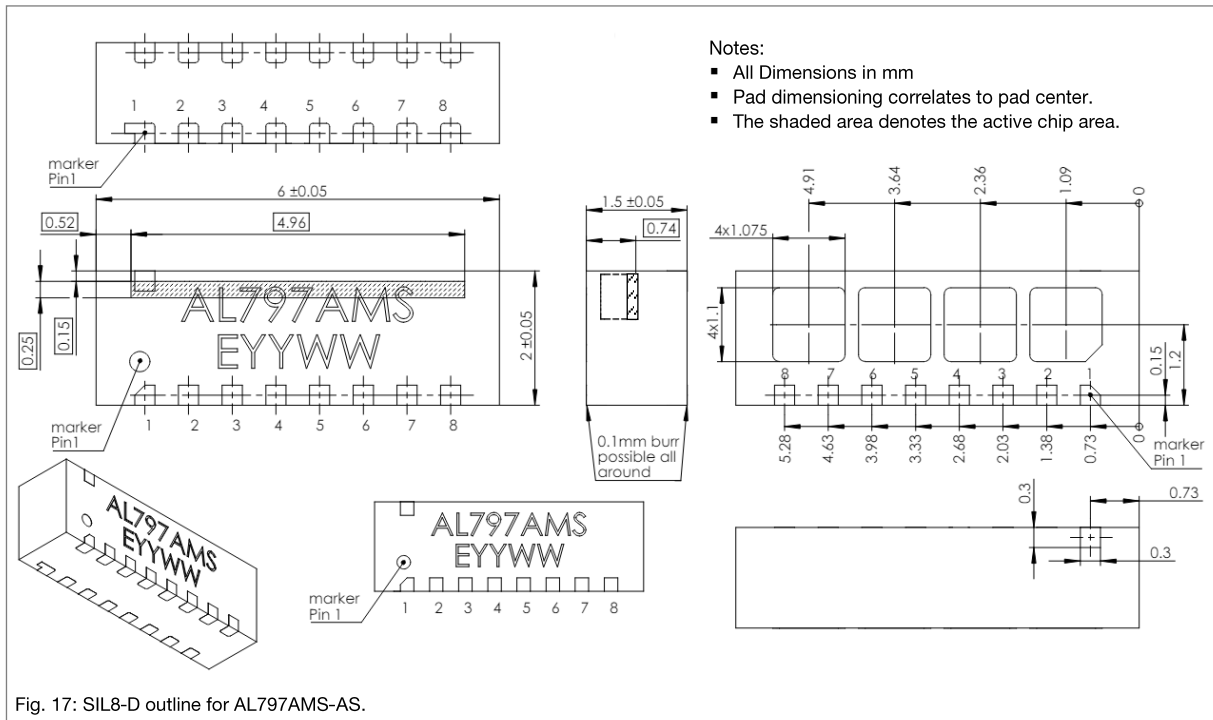 Notes:
▪ All Dimensions in mm
▪ Pad dimensioning correlates to pad center.
▪ The shaded area denotes the active chip area.
1 2 3 4 5 6 7 8
marker
Pin1
6 ±0.05
0.52
4.96
0.25
0.15
AL797AMS
EYYWW
2 ±0.05
marker
Pin1
1 2 3 4 5 6 7 8
1.5 ±0.05
0.74
0.1mm burr
possible all
around
4.91
3.64
2.36
1.09
0
4x1.075
4x1.1
0.15
1.2
8 7 6 5 4 3 2 1
5.28
4.63
3.98
3.33
2.68
2.03
1.38
0.73
0
marker
Pin 1
AL797AMS
EYYWW
AL797AMS
EYYWW
marker
Pin 1
1 2 3 4 5 6 7 8
0.3
0.73
0.3
Fig. 17: SIL8-D outline for AL797AMS-AS.